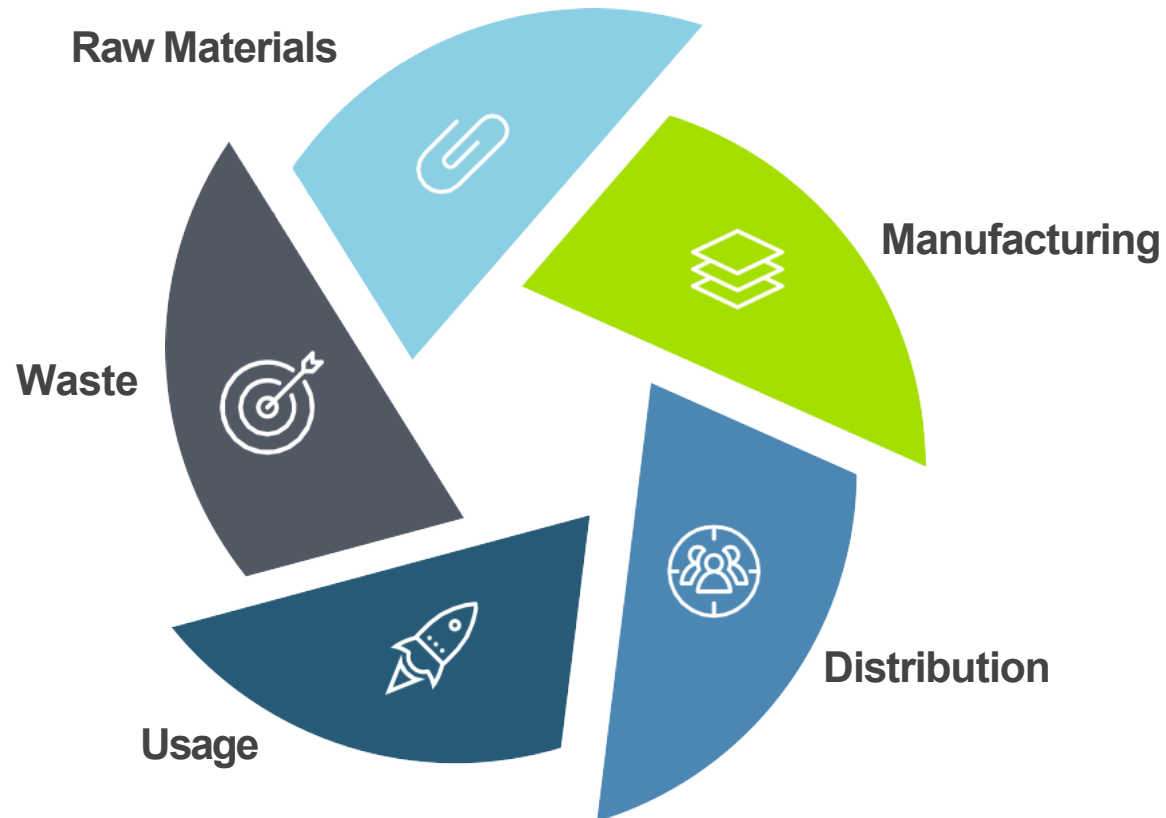 Raw Materials
Manufacturing
Waste
Distribution
Usage